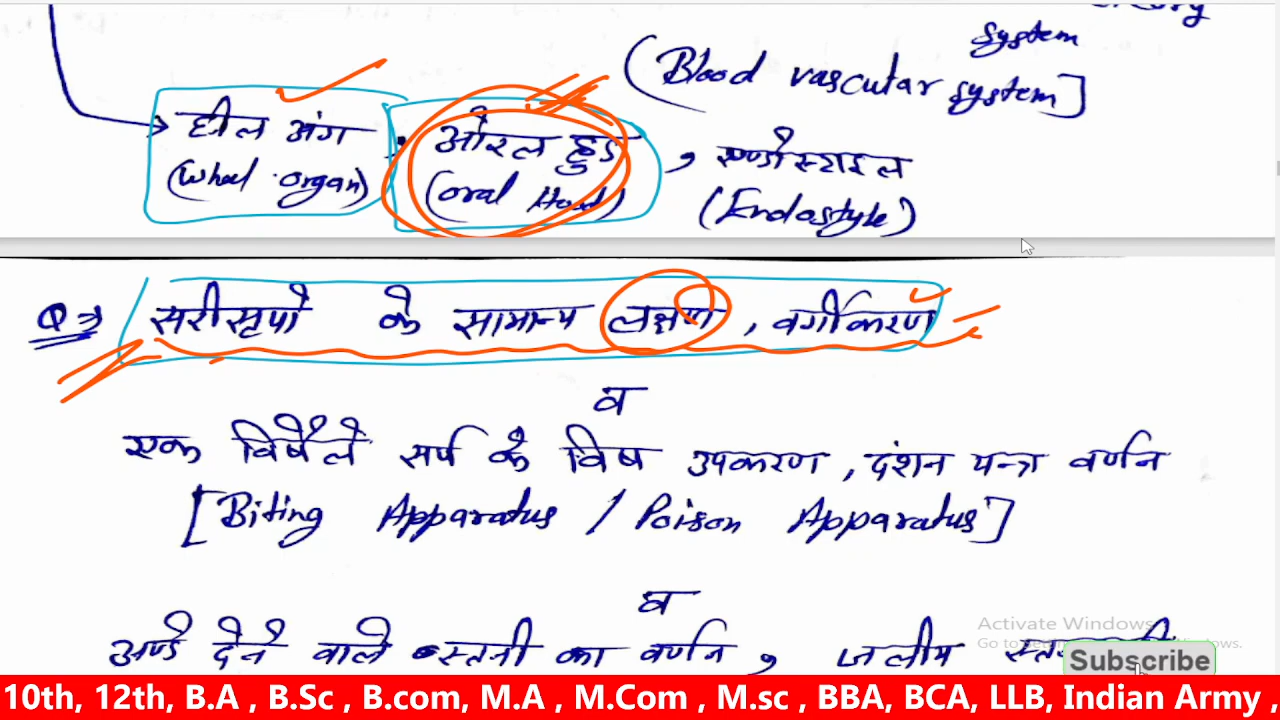 system
(Blood vascular system]
व्हील अंग , ओरल हुड , एण्डोस्टाइल
(Wheel organ) (oral Hood) (Endostyle)
Q⇒ सरीसृपों के सामान्य लक्षण , वर्गीकरण
व
एक विषैले सर्प के विष उपकरण , दंशन यन्त्र वर्णन
[Biting Apparatus / Poison Apparatus]
व
अण्डे देने वाले स्तनी का वर्णन , जलीय
Activate Windows
Subscribe
10th, 12th, B.A , B.Sc , B.com, M.A , M.Com , M.sc , BBA, BCA, LLB, Indian Army ,